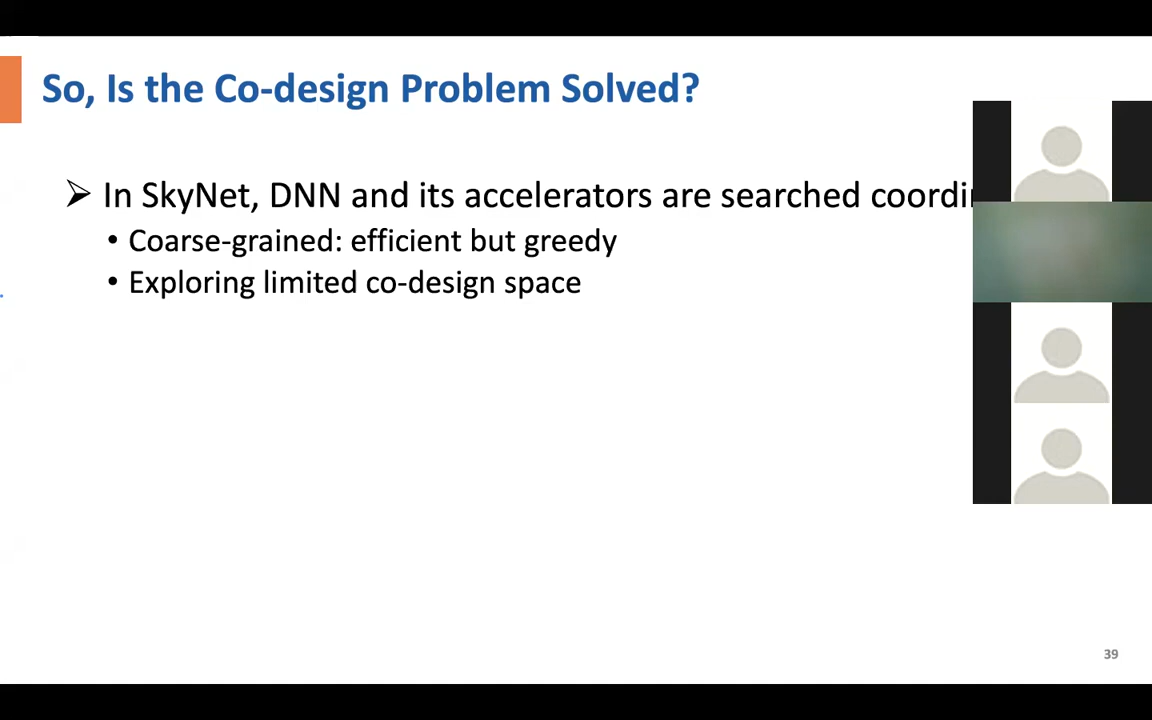 So, Is the Co-design Problem Solved?
➢ In SkyNet, DNN and its accelerators are searched
• Coarse-grained: efficient but greedy
• Exploring limited co-design space
39